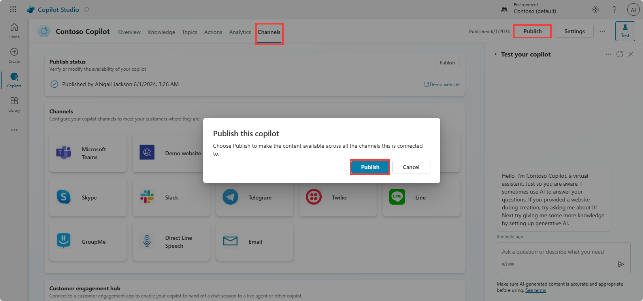 Copilot Studio
Environment
Contoso (default)
Contoso Copilot
Overview
Knowledge
Topics
Actions
Analytics
Channels
Publish
Settings
Test
Home
Create
Copilots
Library
Publish status
Verify or modify the availability of your copilot
Publish
Published by Abigail Jackson 6/1/2023, 3:26 AM
Demo website
Channels
Configure your copilot channels to meet your customers where they are.
Microsoft
Teams
Demo website
Skype
Slack
Telegram
Twilio
Line
GroupMe
Direct Line
Speech
Email
Customer engagement hub
Connect to a customer engagement app to enable your copilot to hand off a chat session to a live agent or other copilot.
Publish this copilot
Choose Publish to make the content available across all the channels this is connected
to.
Publish
Cancel
Test your copilot
Hello, I'm Contoso Copilot, a virtual
assistant. Just so you are aware, I
sometimes use AI to answer your
questions. If you provided a website
during creation, try asking me about it!
Next try giving me some more knowledge
by setting up generative AI.
Ask a question or describe what you need
0/2000
Make sure AI-generated content is accurate and appropriate
before using. See terms